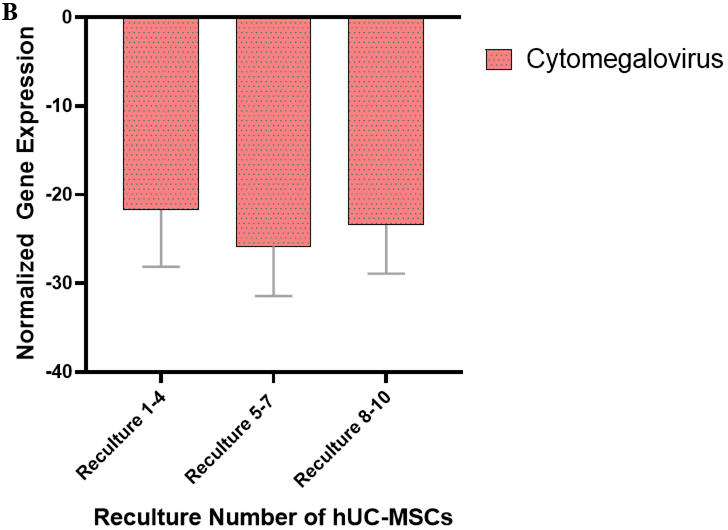 B
0
-10
-20
-30
-40
Normalized Gene Expression
Cytomegalovirus
Reculture 1-4
Reculture 5-7
Reculture 8-10
Reculture Number of hUC-MSCs